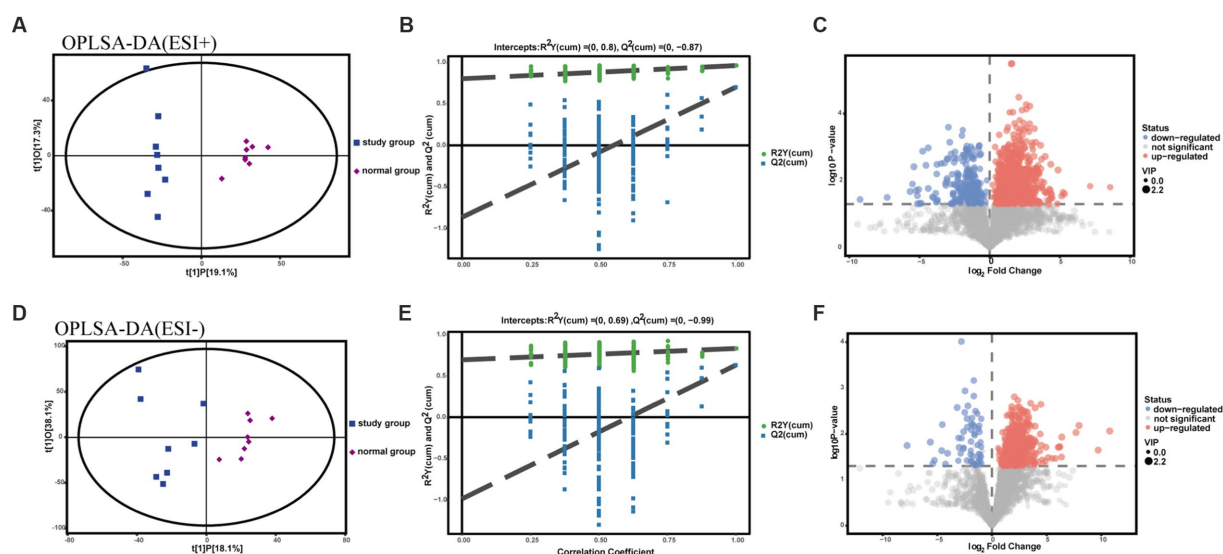 A
OPLSA-DA(ESI+)
t[1]O[17.3%]
40
0
-40
-50
0
50
t[1]P[19.1%]
study group
normal group
B
Intercepts:R²Y(cum) =(0, 0.8), Q²(cum) =(0, −0.87)
R²Y(cum) and Q² (cum)
1.0
0.5
0.0
−0.5
−1.0
0.00
0.25
0.50
0.75
1.00
R2Y(cum)
Q2(cum)
C
log10 P-value
4
2
0
−10
−5
0
5
10
log₂ Fold Change
Status
down-regulated
not significant
up-regulated
VIP
0.0
2.2
D
OPLSA-DA(ESI-)
t[1]O[38.1%]
100
50
0
-50
-100
-80
-40
0
40
80
t[1]P[18.1%]
study group
normal group
E
Intercepts:R²Y(cum) =(0, 0.69) ,Q²(cum) =(0, −0.99)
R²Y(cum) and Q² (cum)
1.0
0.5
0.0
−0.5
−1.0
0.00
0.25
0.50
0.75
1.00
Correlation Coefficient
R2Y(cum)
Q2(cum)
F
log10P-value
4
3
2
1
0
−10
−5
0
5
10
log₂ Fold Change
Status
down-regulated
not significant
up-regulated
VIP
0.0
2.2